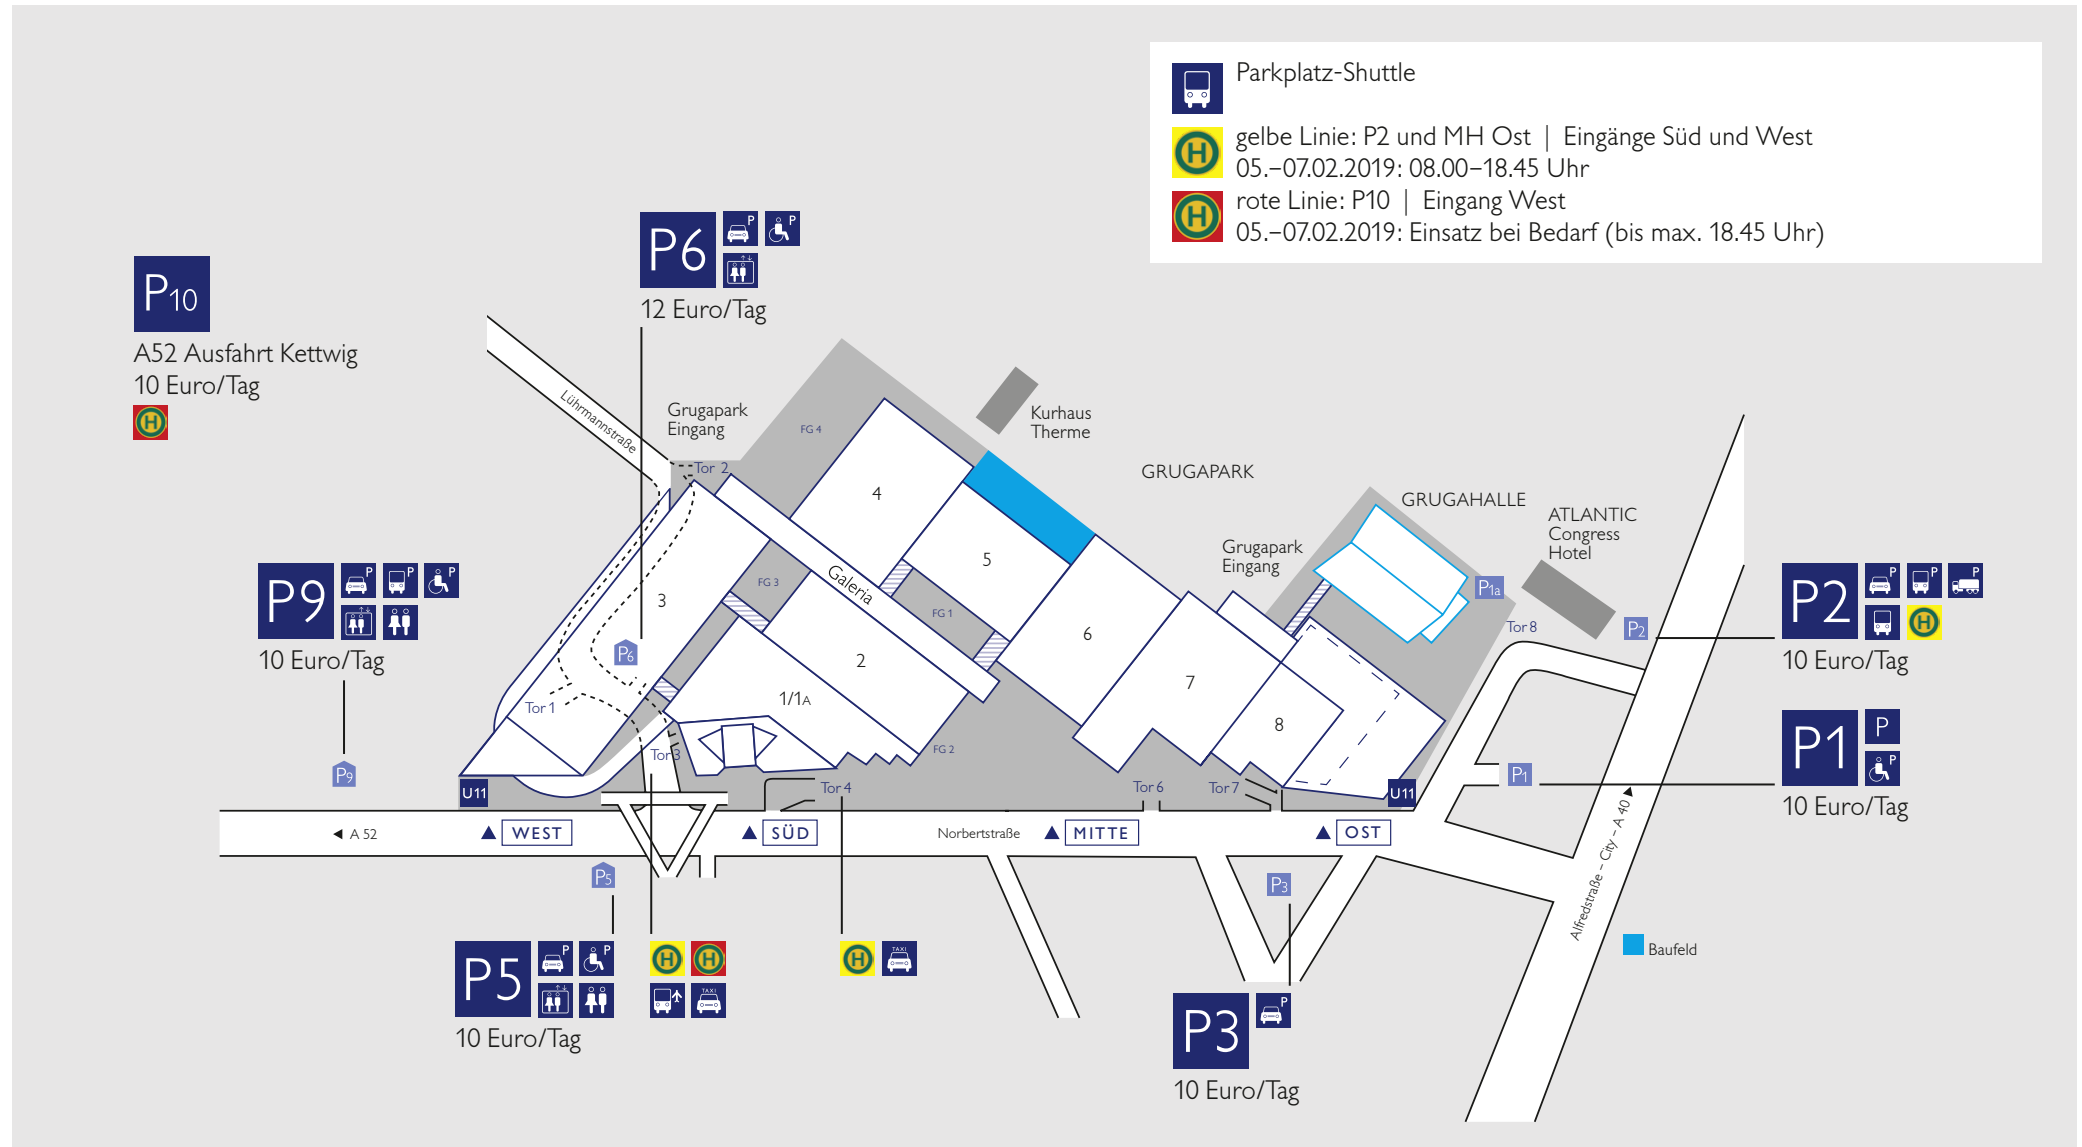 Parkplatz-Shuttle
H gelbe Linie: P2 und MH Ost | Eingänge Süd und West
05.–07.02.2019: 08.00–18.45 Uhr
H rote Linie: P10 | Eingang West
05.–07.02.2019: Einsatz bei Bedarf (bis max. 18.45 Uhr)
P6 P P
12 Euro/Tag
P10
A52 Ausfahrt Kettwig
10 Euro/Tag
H
Lührmannstraße
Grugapark
Eingang
Tor 2
FG 4
Kurhaus
Therme
GRUGAPARK
GRUGAHALLE
ATLANTIC
Congress
Hotel
Grugapark
Eingang
4
5
Galeria
FG 3
FG 1
3
2
1/1A
6
7
8
P6
P1a
Tor 8
P2
P9 P P P
10 Euro/Tag
P9
P2 P P P
H
10 Euro/Tag
P1 P
P
10 Euro/Tag
P1
Tor 1
Tor 3
FG 2
Tor 4
Tor 6
Tor 7
U11
U11
A 52
WEST
SÜD
Norbertstraße
MITTE
OST
Alfredstraße – City – A 40
P5
P3
Baufeld
P5 P P
10 Euro/Tag
H H
TAXI
H TAXI
P3 P
10 Euro/Tag